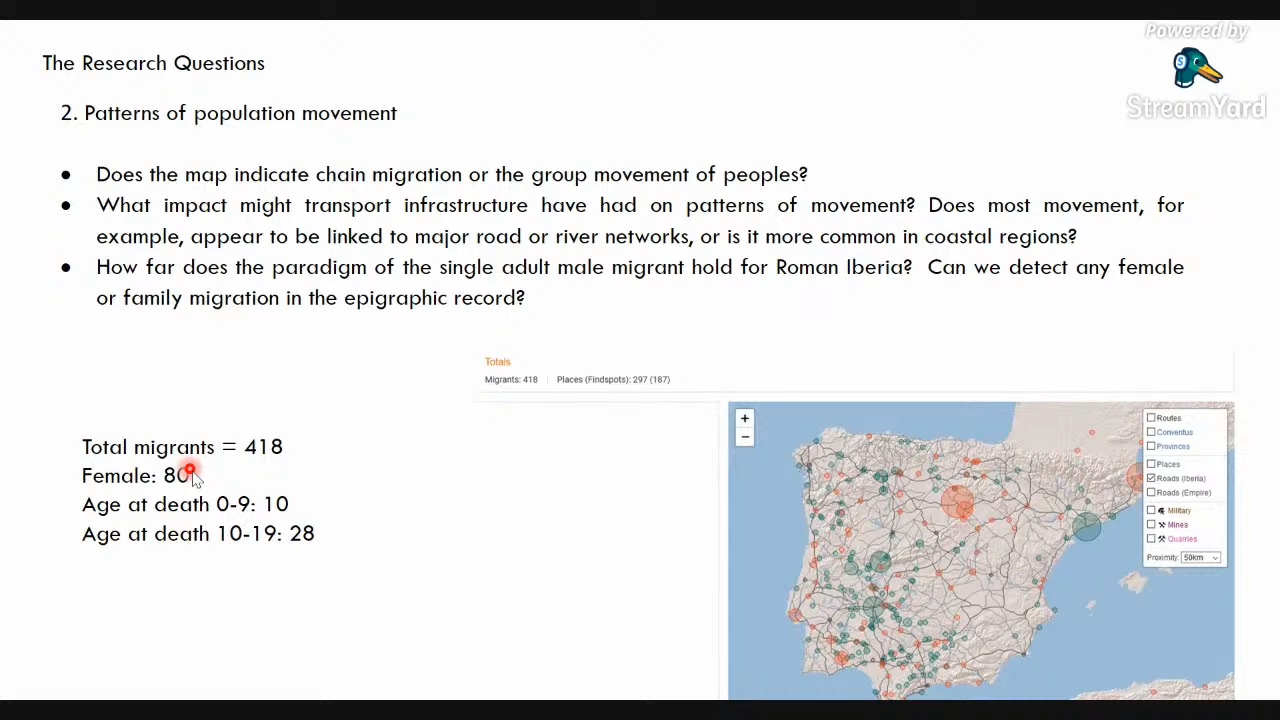 Powered by
StreamYard
The Research Questions
2. Patterns of population movement
● Does the map indicate chain migration or the group movement of peoples?
● What impact might transport infrastructure have had on patterns of movement? Does most movement, for
example, appear to be linked to major road or river networks, or is it more common in coastal regions?
● How far does the paradigm of the single adult male migrant hold for Roman Iberia? Can we detect any female
or family migration in the epigraphic record?
Totals
Migrants: 418 | Places (Findspots): 297 (187)
Total migrants = 418
Female: 80
Age at death 0-9: 10
Age at death 10-19: 28
+
−
Routes
Conventus
Provinces
Places
Roads (Iberia)
Roads (Empire)
Military
Mines
Quarries
Proximity: 50km